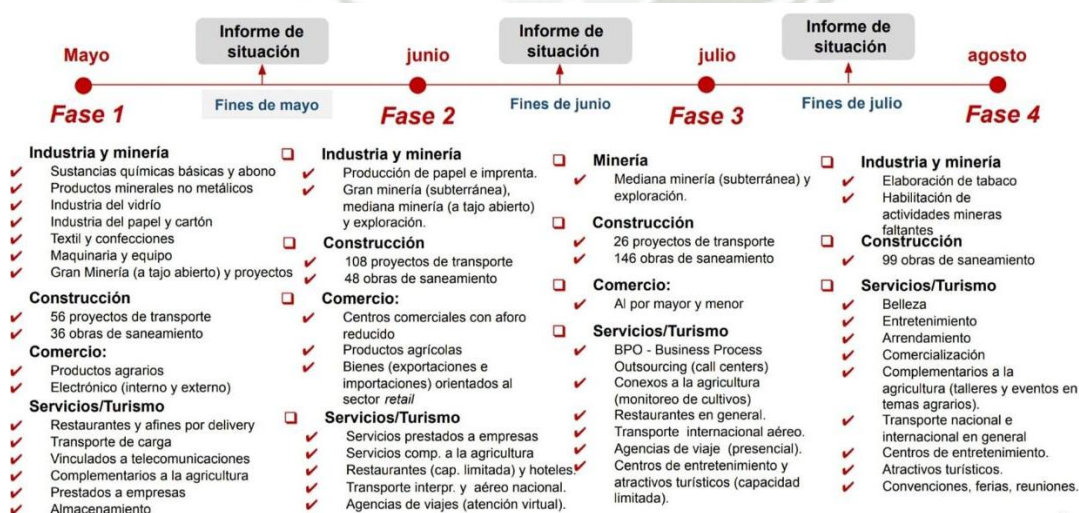 Informe de
situación
Informe de
situación
Informe de
situación
Mayo
junio
julio
agosto
Fines de mayo
Fines de junio
Fines de julio
Fase 1
Fase 2
Fase 3
Fase 4
Industria y minería
Sustancias químicas básicas y abono
Productos minerales no metálicos
Industria del vidrío
Industria del papel y cartón
Textil y confecciones
Maquinaria y equipo
Gran Minería (a tajo abierto) y proyectos
Construcción
56 proyectos de transporte
36 obras de saneamiento
Comercio:
Productos agrarios
Electrónico (interno y externo)
Servicios/Turismo
Restaurantes y afines por delivery
Transporte de carga
Vinculados a telecomunicaciones
Complementarios a la agricultura
Prestados a empresas
Almacenamiento
Industria y minería
Producción de papel e imprenta.
Gran minería (subterránea),
mediana minería (a tajo abierto)
y exploración.
Construcción
108 proyectos de transporte
48 obras de saneamiento
Comercio:
Centros comerciales con aforo
reducido
Productos agrícolas
Bienes (exportaciones e
importaciones) orientados al
sector retail
Servicios/Turismo
Servicios prestados a empresas
Servicios comp. a la agricultura
Restaurantes (cap. limitada) y hoteles.
Transporte interpr. y aéreo nacional.
Agencias de viajes (atención virtual).
Minería
Mediana minería (subterránea) y
exploración.
Construcción
26 proyectos de transporte
146 obras de saneamiento
Comercio:
Al por mayor y menor
Servicios/Turismo
BPO - Business Process
Outsourcing (call centers)
Conexos a la agricultura
(monitoreo de cultivos)
Restaurantes en general.
Transporte internacional aéreo.
Agencias de viaje (presencial).
Centros de entretenimiento y
atractivos turísticos (capacidad
limitada).
Industria y minería
Elaboración de tabaco
Habilitación de
actividades mineras
faltantes
Construcción
99 obras de saneamiento
Servicios/Turismo
Belleza
Entretenimiento
Arrendamiento
Comercialización
Complementarios a la
agricultura (talleres y eventos en
temas agrarios).
Transporte nacional e
internacional en general
Centros de entretenimiento.
Atractivos turísticos.
Convenciones, ferias, reuniones.